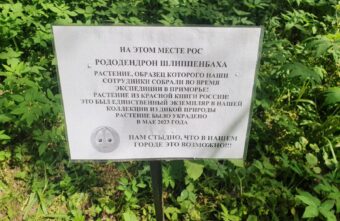 НА ЭТОМ МЕСТЕ РОС
РОДОДЕНДРОН ШЛИППЕНБАХА
РАСТЕНИЕ, ОБРАЗЕЦ КОТОРОГО НАШИ
СОТРУДНИКИ СОБРАЛИ ВО ВРЕМЯ
ЭКСПЕДИЦИИ В ПРИМОРЬЕ!
РАСТЕНИЕ ИЗ КРАСНОЙ КНИГИ РОССИИ!
ЭТО БЫЛ ЕДИНСТВЕННЫЙ ЭКЗЕМПЛЯР В НАШЕЙ
КОЛЛЕКЦИИ ИЗ ДИКОЙ ПРИРОДЫ
РАСТЕНИЕ БЫЛО УКРАДЕНО
В МАЕ 2023 ГОДА
НАМ СТЫДНО, ЧТО В НАШЕМ
ГОРОДЕ ЭТО ВОЗМОЖНО!!!